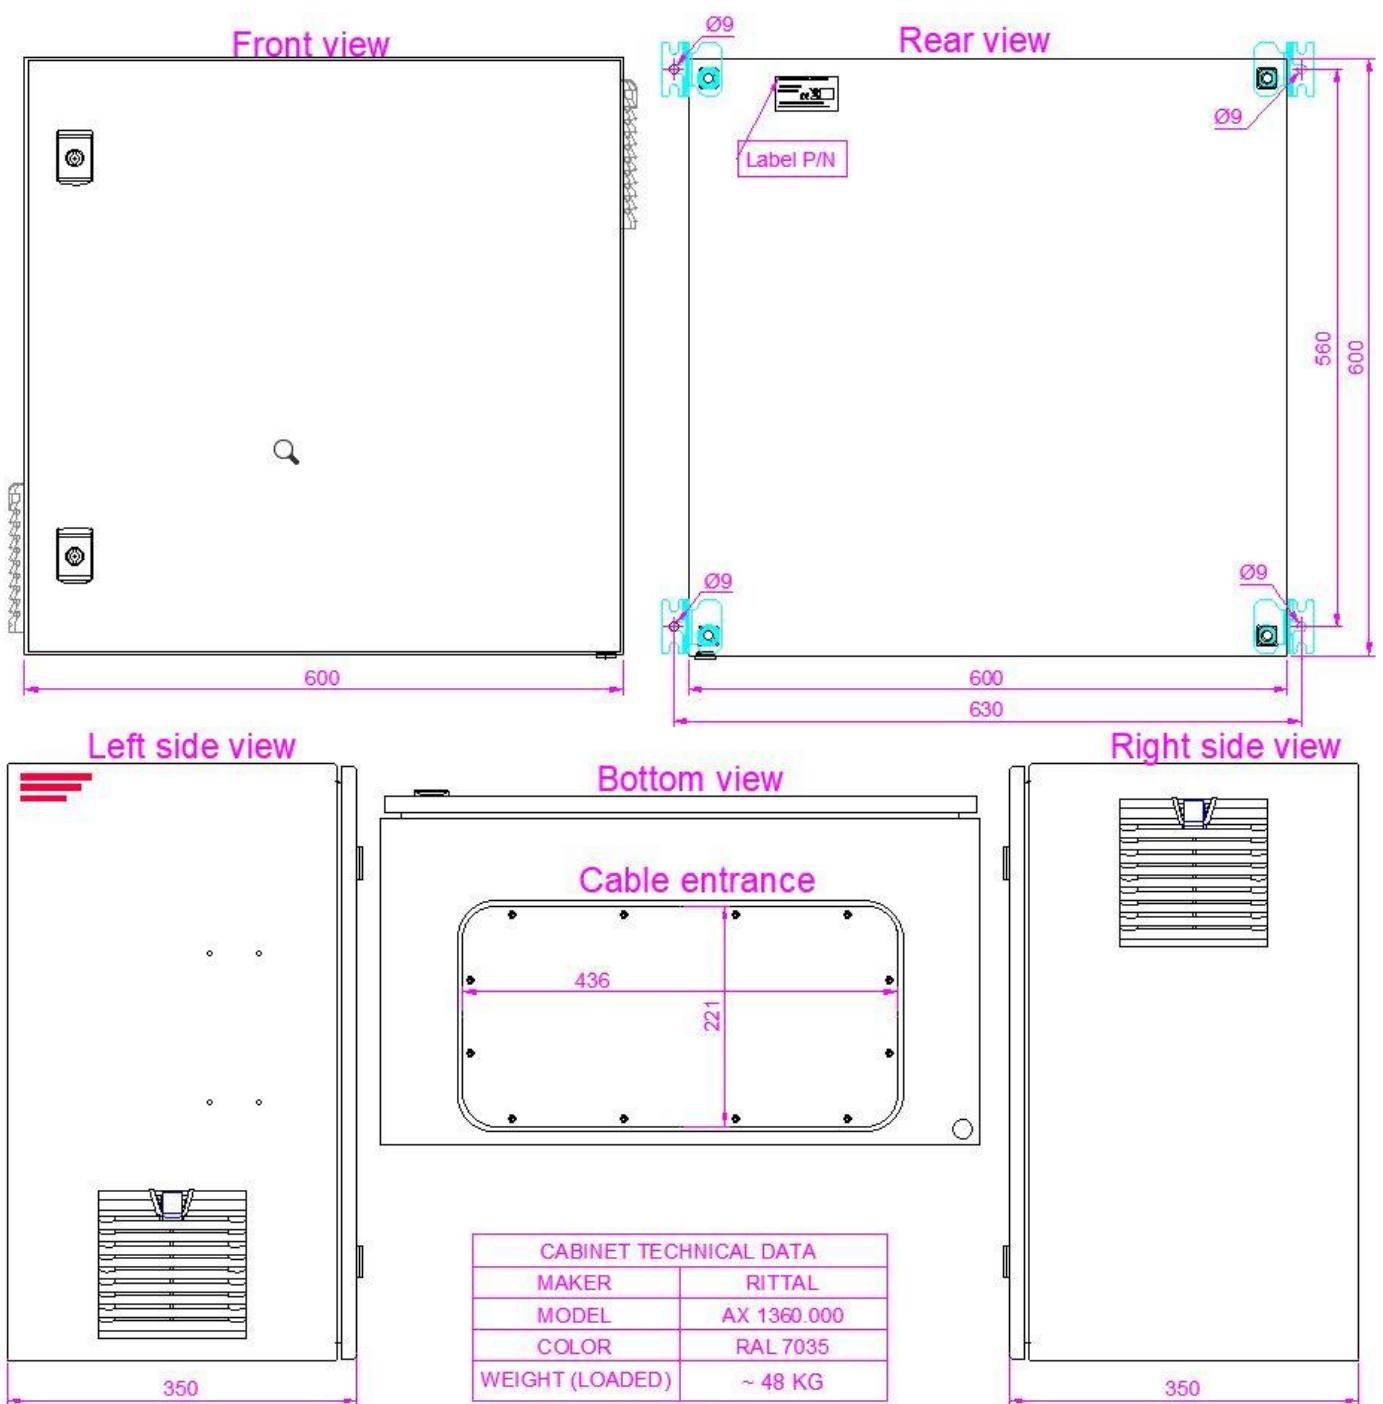 Front view
600
Rear view
Ø9
Ø9
Label P/N
560
600
Ø9
Ø9
600
630
Left side view
350
Bottom view
Cable entrance
436
221
Right side view
350
CABINET TECHNICAL DATA
MAKER RITTAL
MODEL AX 1360.000
COLOR RAL 7035
WEIGHT (LOADED) ~ 48 KG